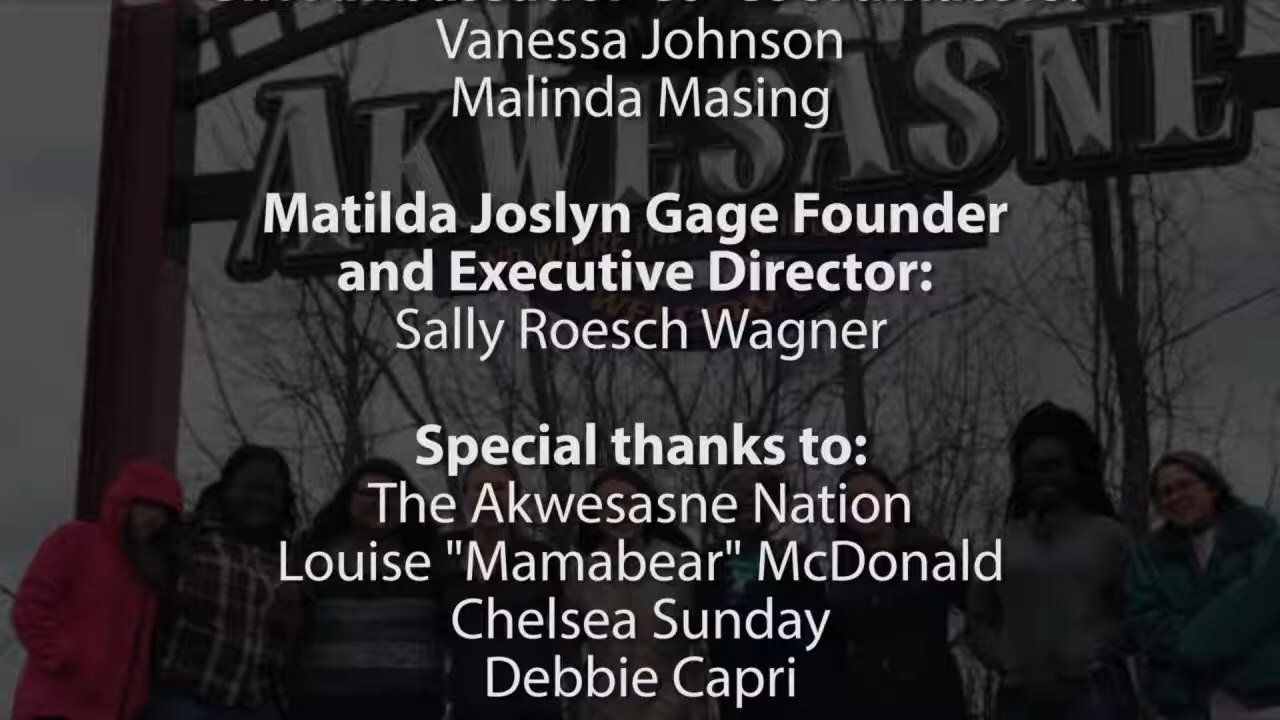 Vanessa Johnson
Malinda Masing
AKWESASNE
Matilda Joslyn Gage Founder
and Executive Director:
Sally Roesch Wagner
Special thanks to:
The Akwesasne Nation
Louise "Mamabear" McDonald
Chelsea Sunday
Debbie Capri